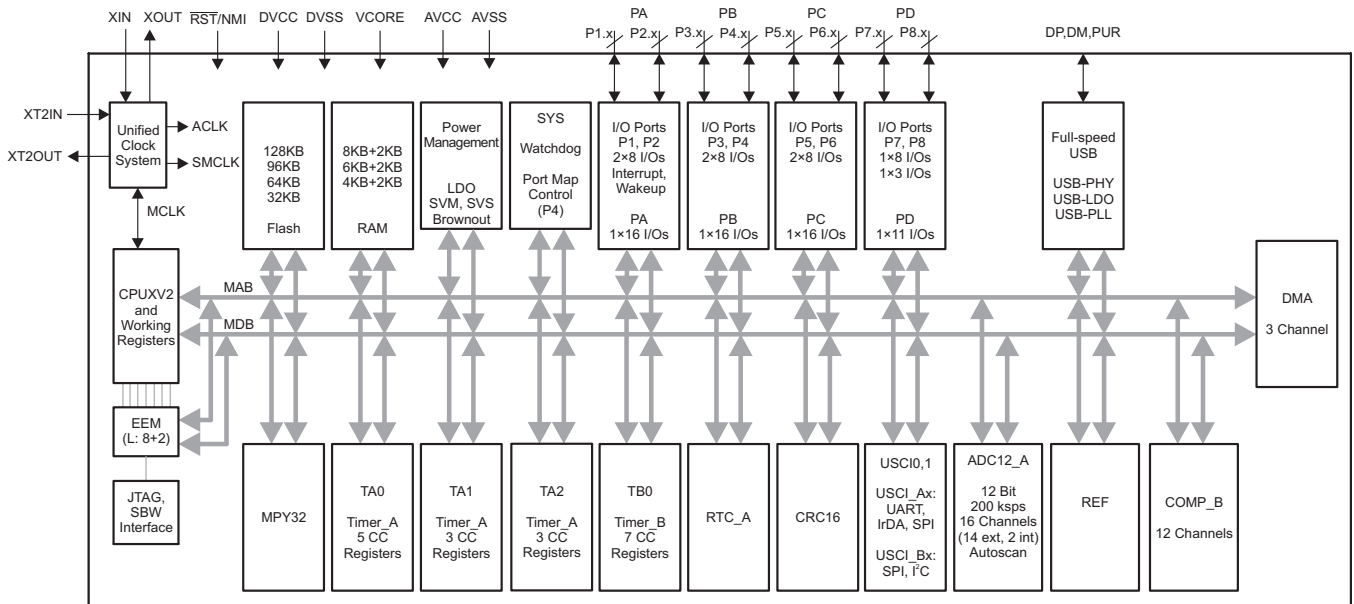 XIN
XOUT
RST/NMI
DVCC
DVSS
VCORE
AVCC
AVSS
PA
P1.x
P2.x
PB
P3.x
P4.x
PC
P5.x
P6.x
PD
P7.x
P8.x
DP,DM,PUR
XT2IN
XT2OUT
Unified
Clock
System
ACLK
SMCLK
MCLK
128KB
96KB
64KB
32KB
Flash
8KB+2KB
6KB+2KB
4KB+2KB
RAM
Power
Management
LDO
SVM, SVS
Brownout
SYS
Watchdog
Port Map
Control
(P4)
I/O Ports
P1, P2
2×8 I/Os
Interrupt,
Wakeup
PA
1×16 I/Os
I/O Ports
P3, P4
2×8 I/Os
PB
1×16 I/Os
I/O Ports
P5, P6
2×8 I/Os
PC
1×16 I/Os
I/O Ports
P7, P8
1×8 I/Os
1×3 I/Os
PD
1×11 I/Os
Full-speed
USB
USB-PHY
USB-LDO
USB-PLL
CPUXV2
and
Working
Registers
MAB
MDB
DMA
3 Channel
EEM
(L: 8+2)
JTAG,
SBW
Interface
MPY32
TA0
Timer_A
5 CC
Registers
TA1
Timer_A
3 CC
Registers
TA2
Timer_A
3 CC
Registers
TB0
Timer_B
7 CC
Registers
RTC_A
CRC16
USCI0,1
USCI_Ax:
UART,
IrDA, SPI
USCI_Bx:
SPI, I²C
ADC12_A
12 Bit
200 ksps
16 Channels
(14 ext, 2 int)
Autoscan
REF
COMP_B
12 Channels